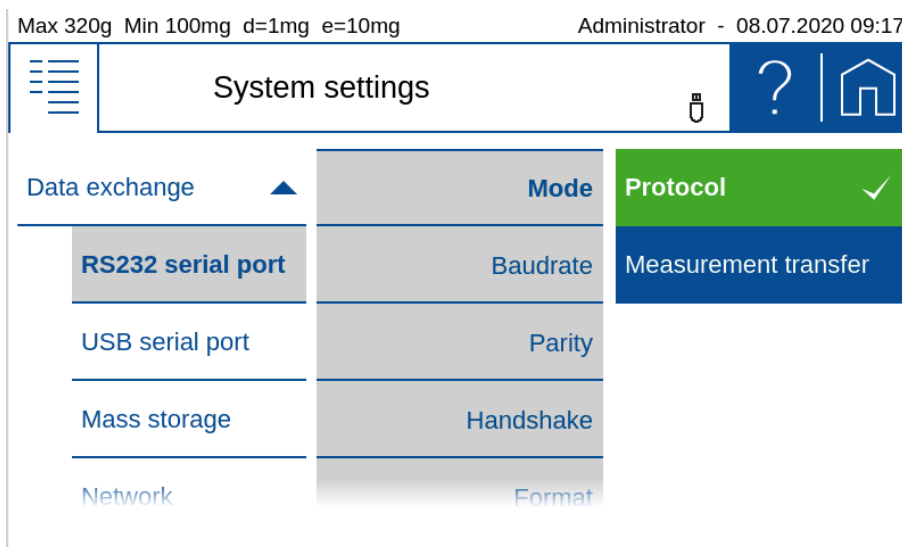 Max 320g Min 100mg d=1mg e=10mg
Administrator - 08.07.2020 09:17
System settings
?
Data exchange
RS232 serial port
USB serial port
Mass storage
Network
Mode
Baudrate
Parity
Handshake
Format
Protocol
Measurement transfer